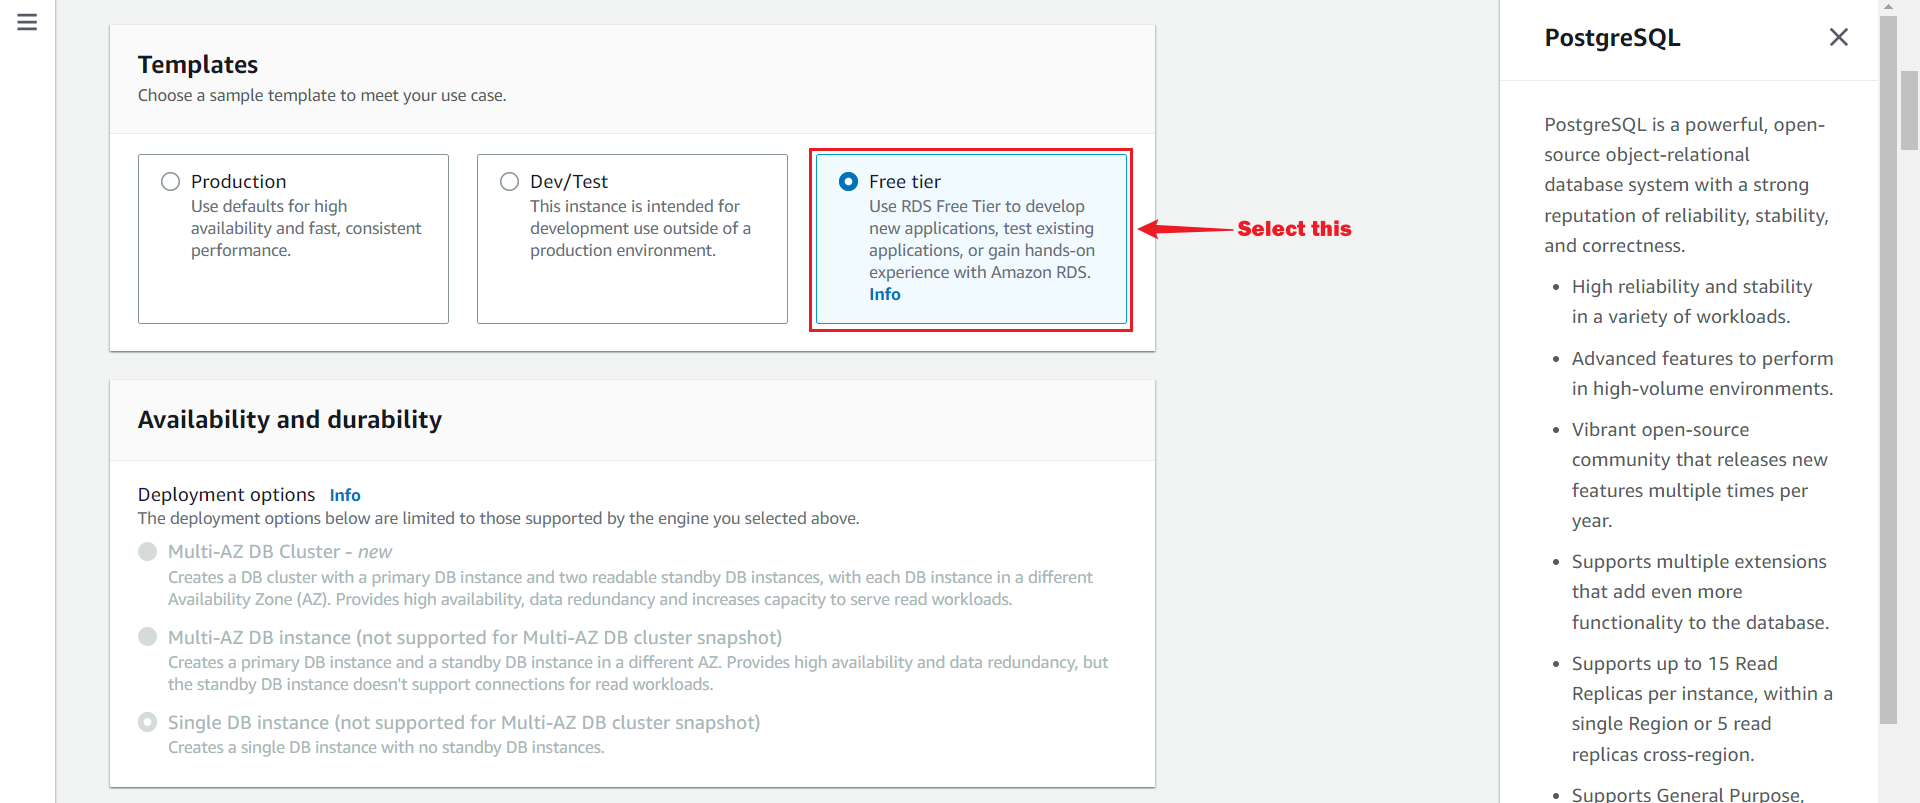 Templates
Choose a sample template to meet your use case.
Production
Use defaults for high
availability and fast, consistent
performance.
Dev/Test
This instance is intended for
development use outside of a
production environment.
Free tier
Use RDS Free Tier to develop
new applications, test existing
applications, or gain hands-on
experience with Amazon RDS.
Info
Select this
Availability and durability
Deployment options Info
The deployment options below are limited to those supported by the engine you selected above.
Multi-AZ DB Cluster - new
Creates a DB cluster with a primary DB instance and two readable standby DB instances, with each DB instance in a different
Availability Zone (AZ). Provides high availability, data redundancy and increases capacity to serve read workloads.
Multi-AZ DB instance (not supported for Multi-AZ DB cluster snapshot)
Creates a primary DB instance and a standby DB instance in a different AZ. Provides high availability and data redundancy, but
the standby DB instance doesn't support connections for read workloads.
Single DB instance (not supported for Multi-AZ DB cluster snapshot)
Creates a single DB instance with no standby DB instances.
PostgreSQL
PostgreSQL is a powerful, open-
source object-relational
database system with a strong
reputation of reliability, stability,
and correctness.
• High reliability and stability
in a variety of workloads.
• Advanced features to perform
in high-volume environments.
• Vibrant open-source
community that releases new
features multiple times per
year.
• Supports multiple extensions
that add even more
functionality to the database.
• Supports up to 15 Read
Replicas per instance, within a
single Region or 5 read
replicas cross-region.
• Supports General Purpose,